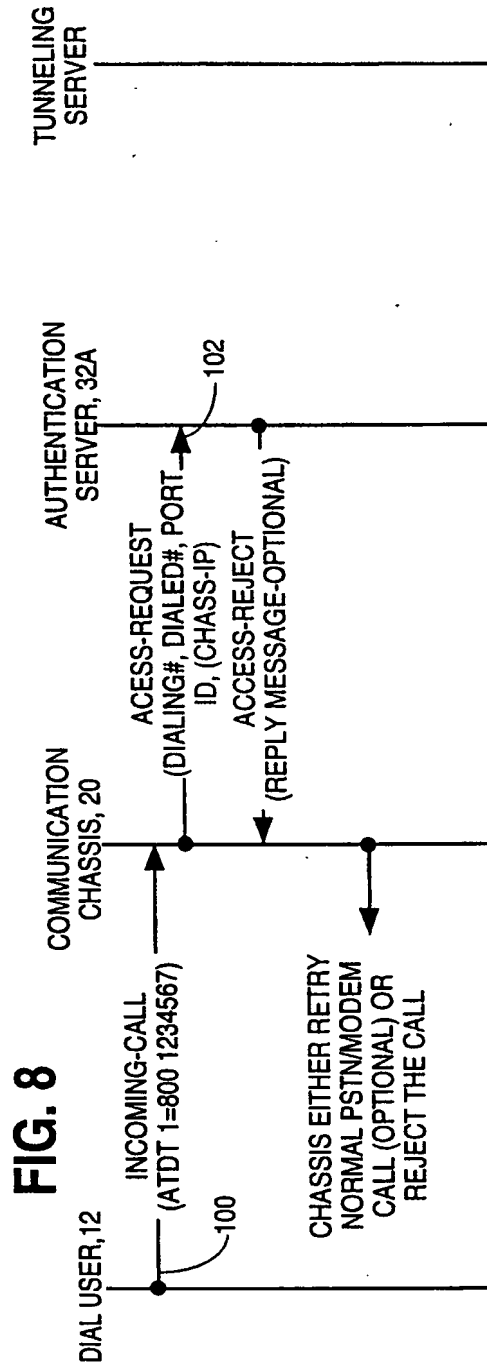 FIG. 8
DIAL USER,12
COMMUNICATION
CHASSIS, 20
AUTHENTICATION
SERVER, 32A
TUNNELING
SERVER
INCOMING-CALL
(ATDT 1=800 1234567)
100
ACESS-REQUEST
(DIALING#, DIALED#, PORT
ID, (CHASS-IP)
102
ACCESS-REJECT
(REPLY MESSAGE-OPTIONAL)
CHASSIS EITHER RETRY
NORMAL PSTN/MODEM
CALL (OPTIONAL) OR
REJECT THE CALL